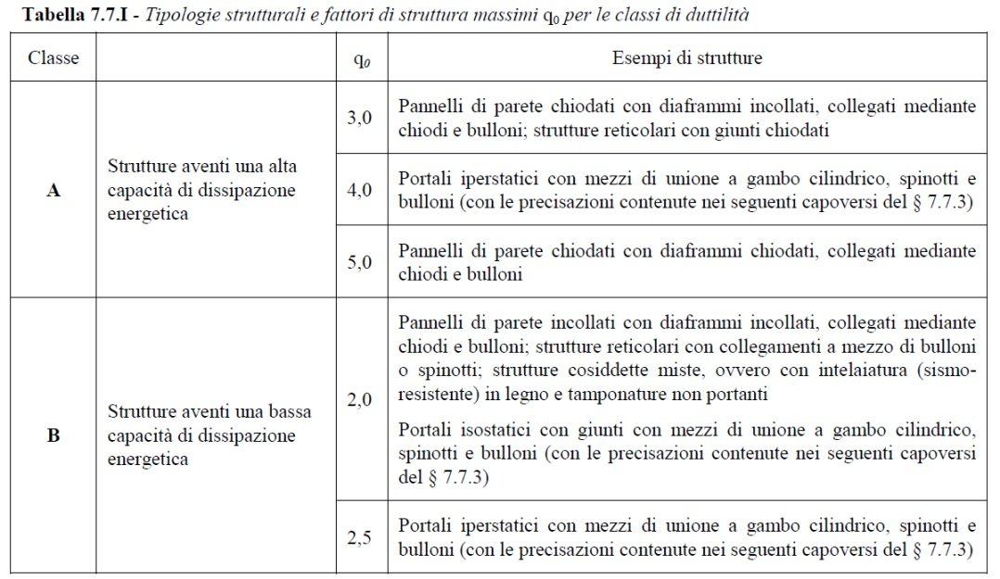 Tabella 7.7.I - Tipologie strutturali e fattori di struttura massimi q0 per le classi di duttilità
Classe
q0
Esempi di strutture
A
Strutture aventi una alta
capacità di dissipazione
energetica
3,0
Pannelli di parete chiodati con diaframmi incollati, collegati mediante
chiodi e bulloni; strutture reticolari con giunti chiodati
4,0
Portali iperstatici con mezzi di unione a gambo cilindrico, spinotti e
bulloni (con le precisazioni contenute nei seguenti capoversi del § 7.7.3)
5,0
Pannelli di parete chiodati con diaframmi chiodati, collegati mediante
chiodi e bulloni
B
Strutture aventi una bassa
capacità di dissipazione
energetica
2,0
Pannelli di parete incollati con diaframmi incollati, collegati mediante
chiodi e bulloni; strutture reticolari con collegamenti a mezzo di bulloni
o spinotti; strutture cosiddette miste, ovvero con intelaiatura (sismo-
resistente) in legno e tamponature non portanti
Portali isostatici con giunti con mezzi di unione a gambo cilindrico,
spinotti e bulloni (con le precisazioni contenute nei seguenti capoversi
del § 7.7.3)
2,5
Portali iperstatici con mezzi di unione a gambo cilindrico, spinotti e
bulloni (con le precisazioni contenute nei seguenti capoversi del § 7.7.3)